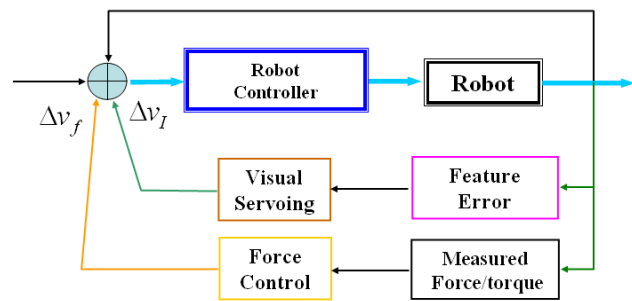 Robot
Controller
Robot
Δv_f
Δv_I
Visual
Servoing
Feature
Error
Force
Control
Measured
Force/torque